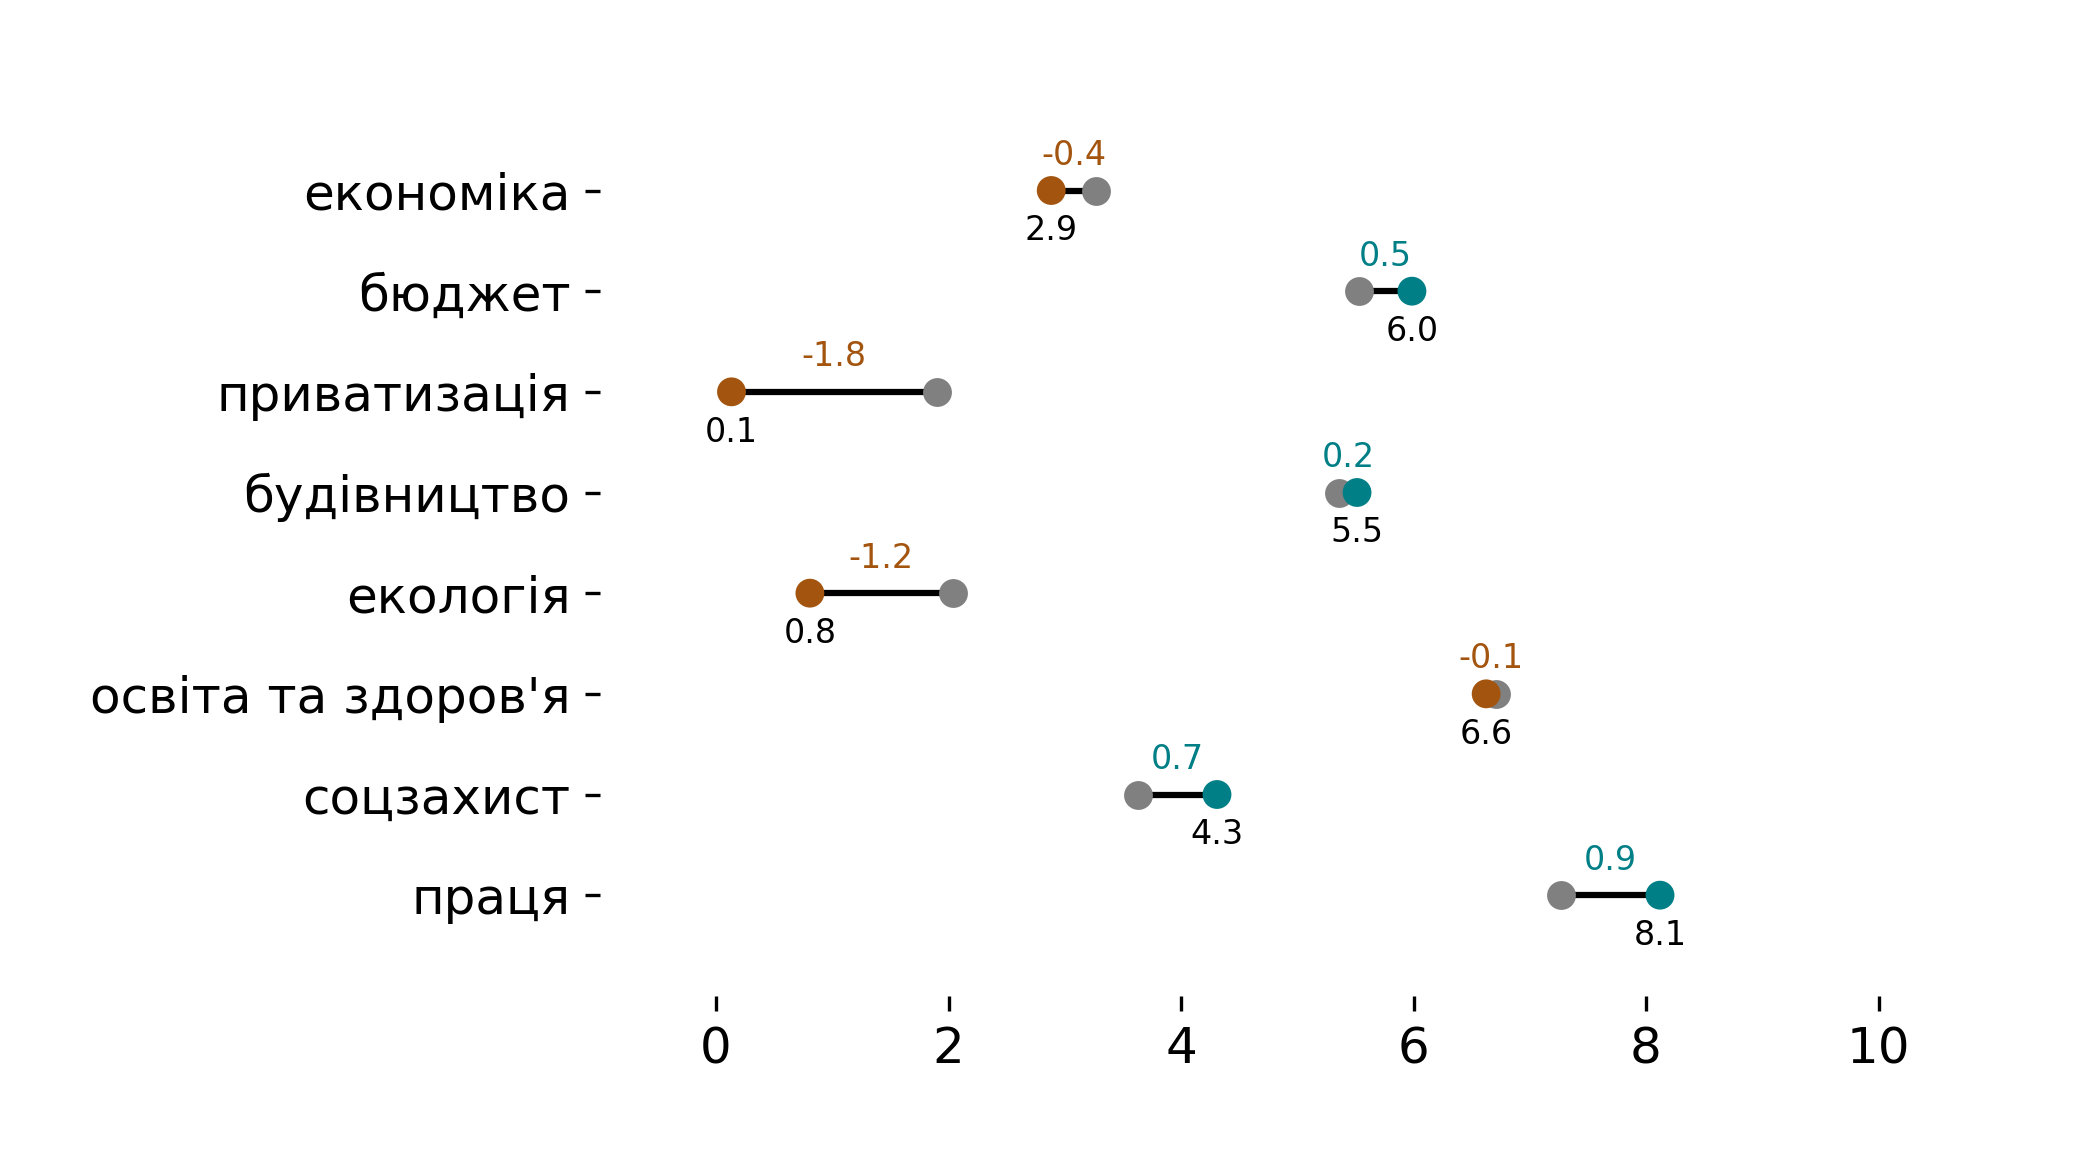 економіка
-0.4
2.9
бюджет
0.5
6.0
приватизація
-1.8
0.1
будівництво
0.2
5.5
екологія
-1.2
0.8
освіта та здоров'я
-0.1
6.6
соцзахист
0.7
4.3
праця
0.9
8.1
0 2 4 6 8 10